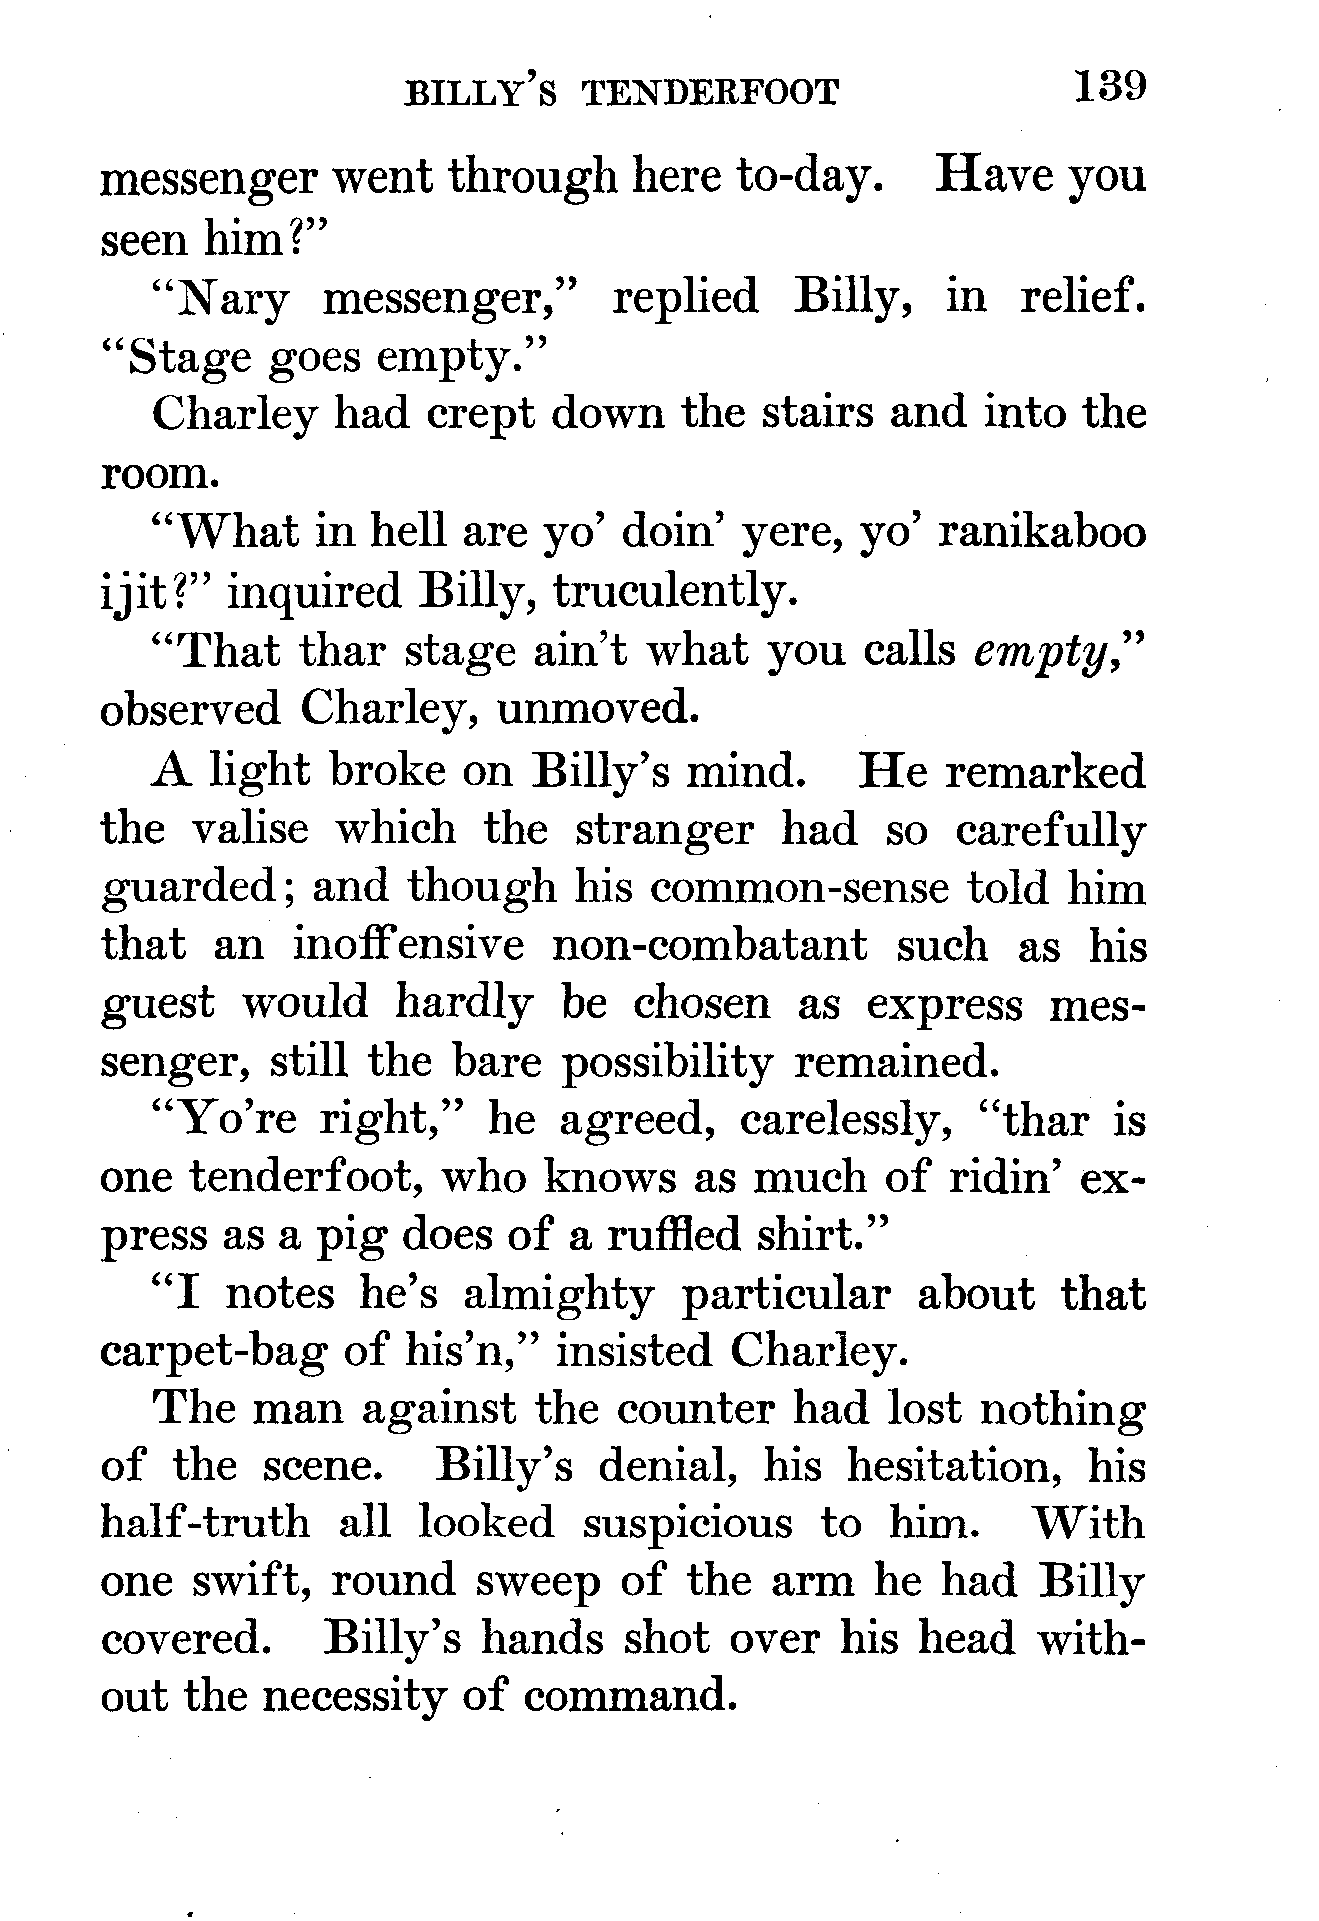 BILLY'S TENDERFOOT 139
messenger went through here to-day. Have you
seen him?"
"Nary messenger," replied Billy, in relief.
"Stage goes empty."
Charley had crept down the stairs and into the
room.
"What in hell are yo' doin' yere, yo' ranikaboo
ijit?" inquired Billy, truculently.
"That thar stage ain't what you calls empty,"
observed Charley, unmoved.
A light broke on Billy's mind. He remarked
the valise which the stranger had so carefully
guarded; and though his common-sense told him
that an inoffensive non-combatant such as his
guest would hardly be chosen as express mes-
senger, still the bare possibility remained.
"Yo're right," he agreed, carelessly, "thar is
one tenderfoot, who knows as much of ridin' ex-
press as a pig does of a ruffled shirt."
"I notes he's almighty particular about that
carpet-bag of his'n," insisted Charley.
The man against the counter had lost nothing
of the scene. Billy's denial, his hesitation, his
half-truth all looked suspicious to him. With
one swift, round sweep of the arm he had Billy
covered. Billy's hands shot over his head with-
out the necessity of command.